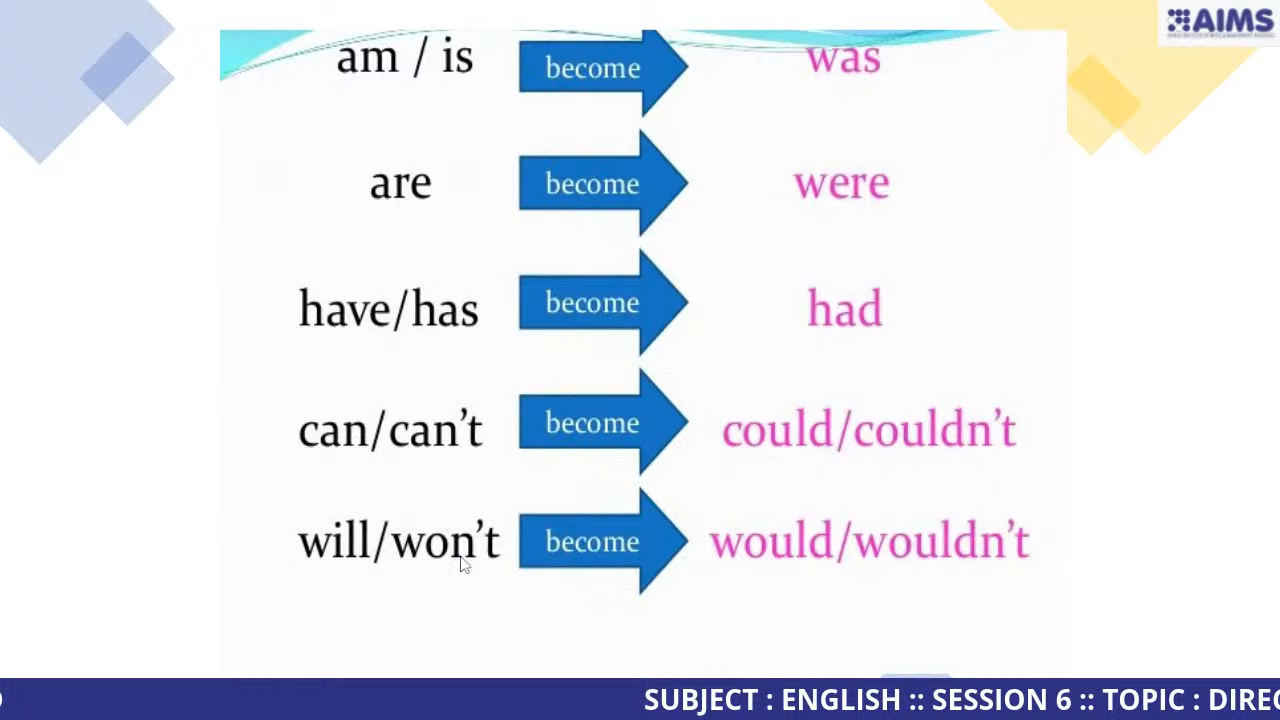 AIMS
am / is become was
are become were
have/has become had
can/can't become could/couldn't
will/won't become would/wouldn't
SUBJECT : ENGLISH :: SESSION 6 :: TOPIC :